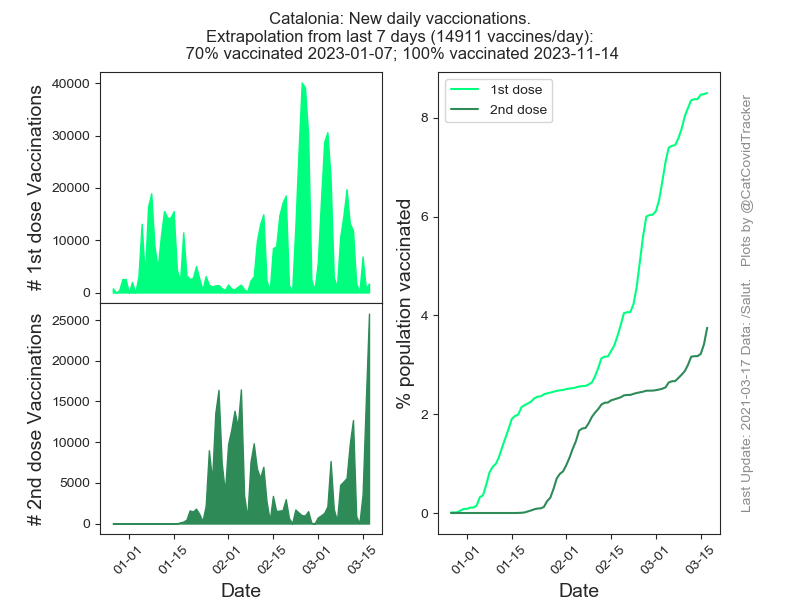 Catalonia: New daily vaccionations.
Extrapolation from last 7 days (14911 vaccines/day):
70% vaccinated 2023-01-07; 100% vaccinated 2023-11-14
# 1st dose Vaccinations
40000
30000
20000
10000
0
# 2nd dose Vaccinations
25000
20000
15000
10000
5000
0
01-01
01-15
02-01
02-15
03-01
03-15
Date
% population vaccinated
8
6
4
2
0
1st dose
2nd dose
01-01
01-15
02-01
02-15
03-01
03-15
Date
Last Update: 2021-03-17 Data: /Salut. Plots by @CatCovidTracker